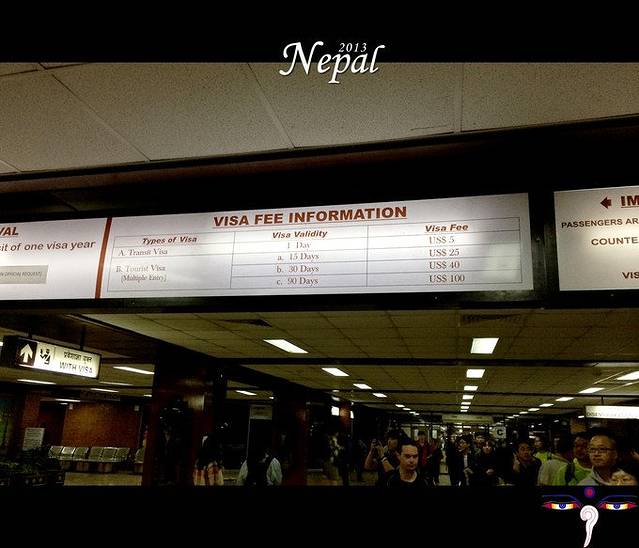 Nepal
2013
VISA FEE INFORMATION
Types of Visa Visa Validity Visa Fee
A. Transit Visa 1 Day US$ 5
B. Tourist Visa a. 15 Days US$ 25
[Multiple Entry] b. 30 Days US$ 40
c. 90 Days US$ 100
VAL
sit of one visa year
IM
PASSENGERS AR
COUNTE
VIS
WITH VISA